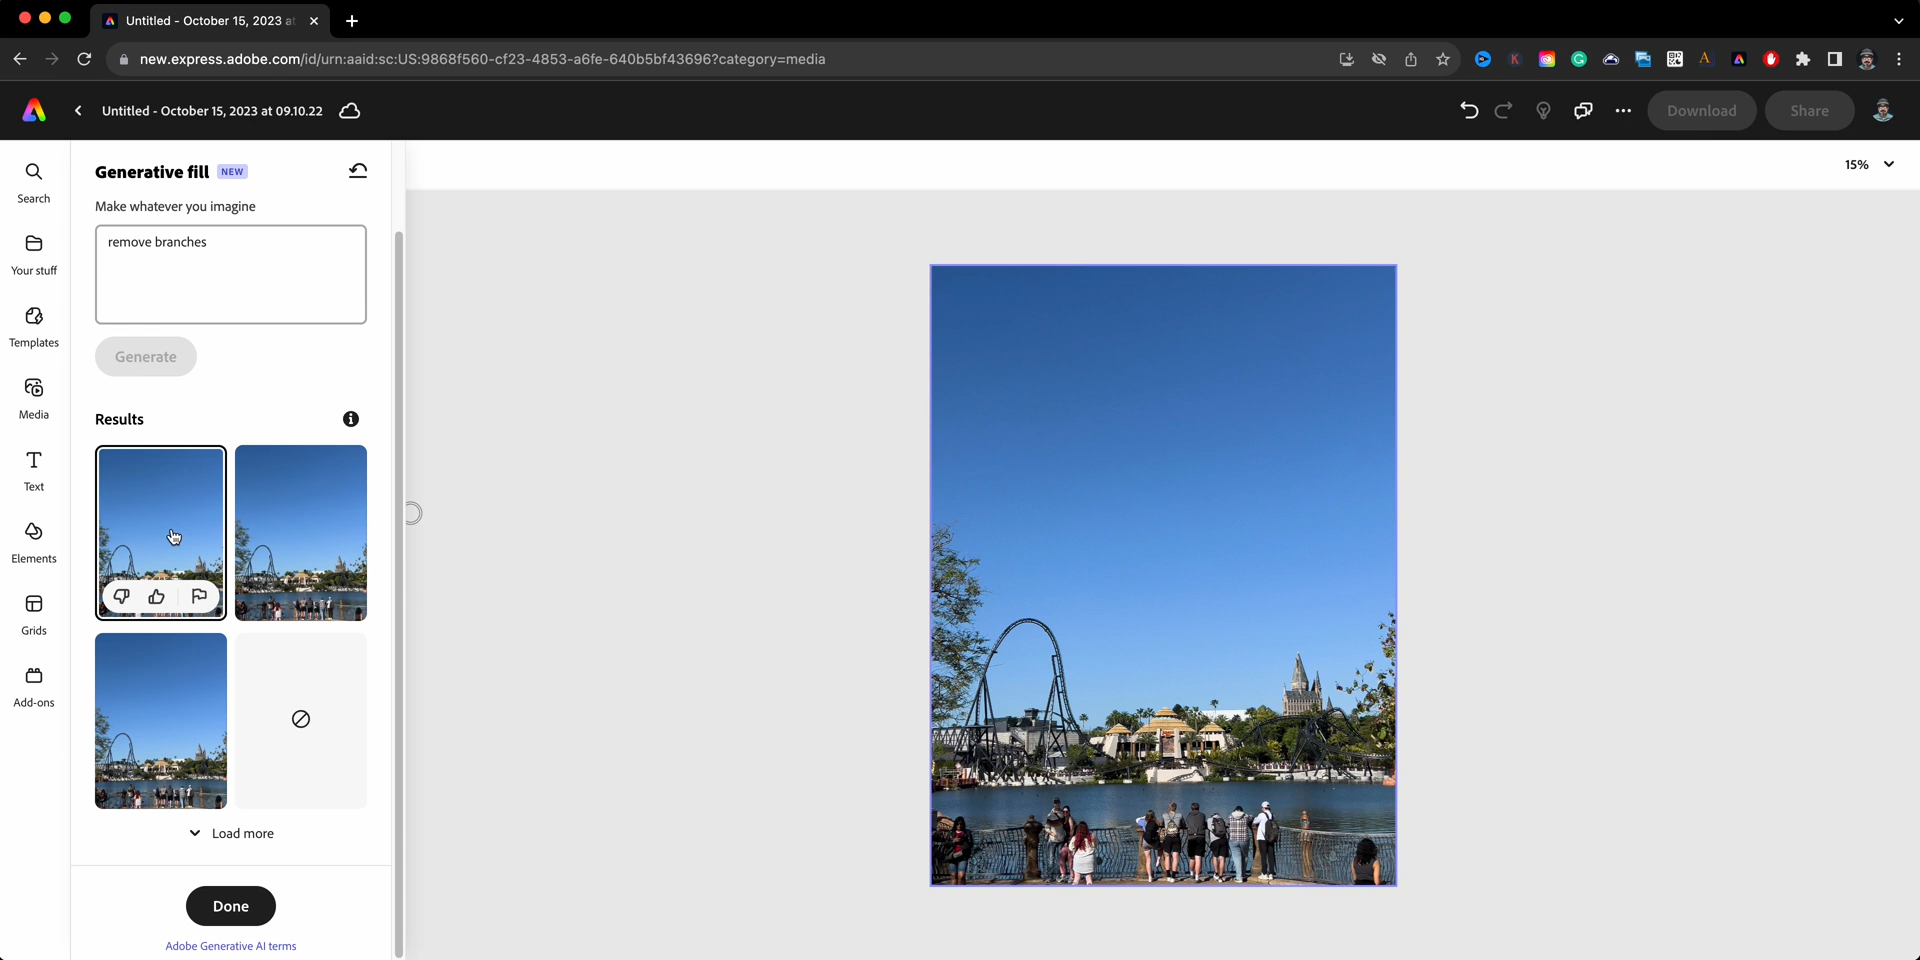 Untitled - October 15, 2023 at
new.express.adobe.com/id/urn:aaid:sc:US:9868f560-cf23-4853-a6fe-640b5bf43696?category=media
Untitled - October 15, 2023 at 09.10.22
Download
Share
Search
Your stuff
Templates
Media
Text
Elements
Grids
Add-ons
Generative fill NEW
Make whatever you imagine
remove branches
Generate
Results
Load more
Done
Adobe Generative AI terms
15%